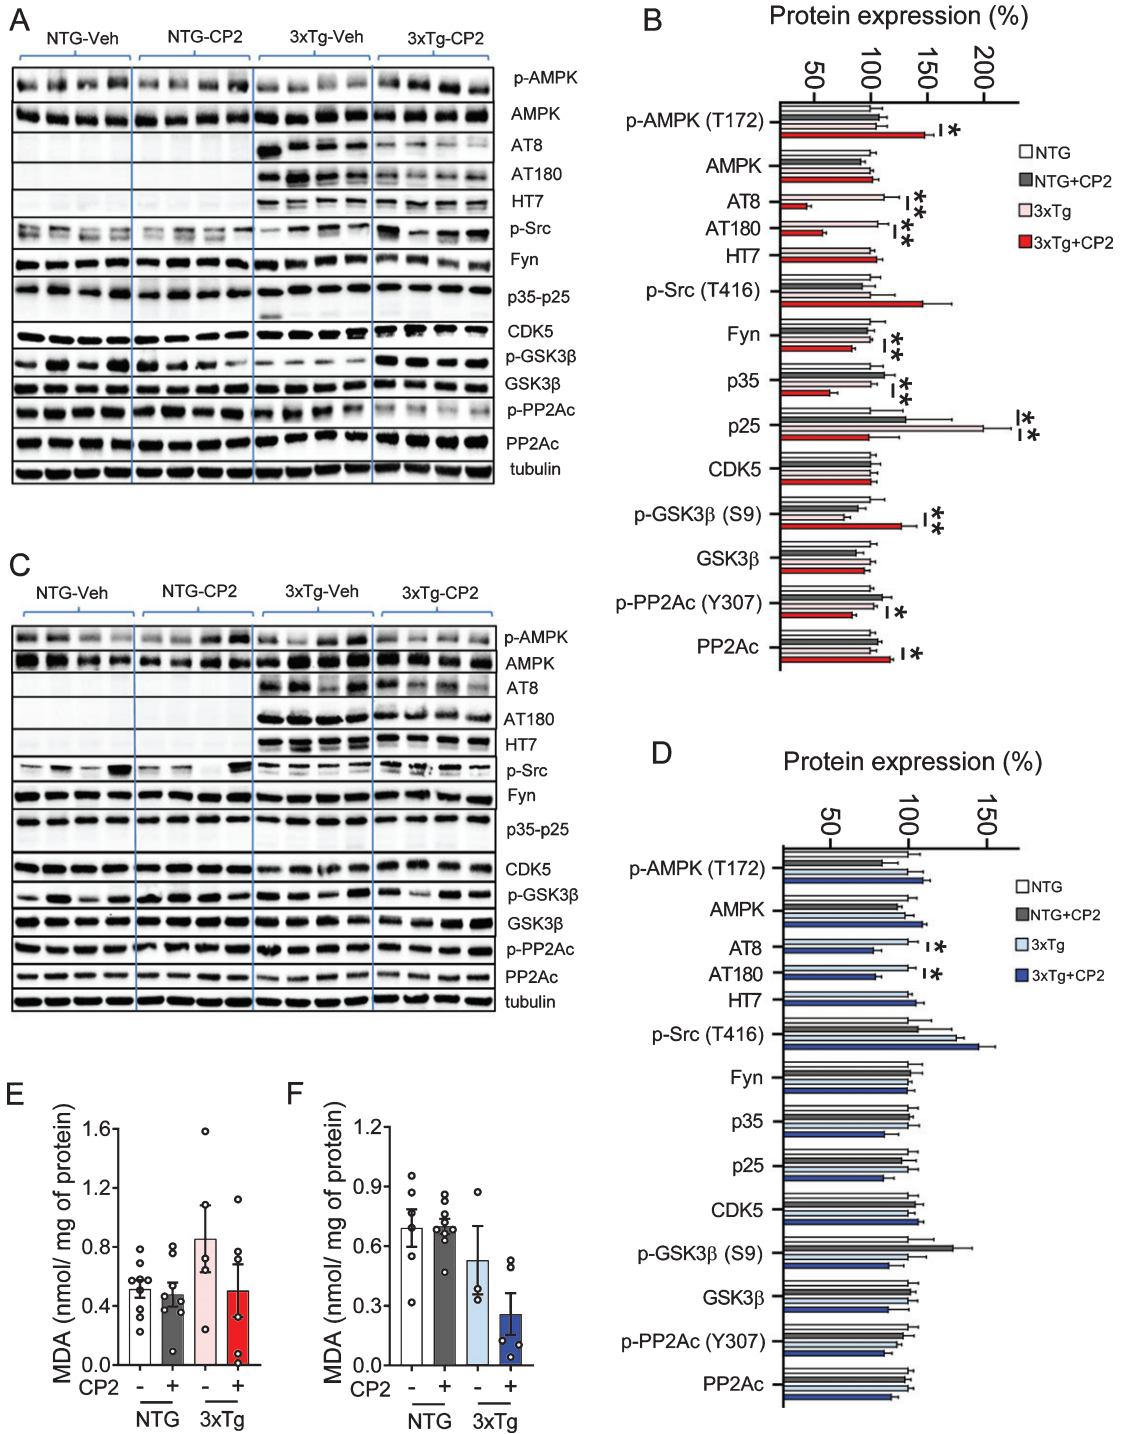 A
NTG-Veh NTG-CP2 3xTg-Veh 3xTg-CP2
p-AMPK
AMPK
AT8
AT180
HT7
p-Src
Fyn
p35-p25
CDK5
p-GSK3β
GSK3β
p-PP2Ac
PP2Ac
tubulin
B
Protein expression (%)
50 100 150 200
p-AMPK (T172) *
AMPK
AT8 **
AT180 **
HT7
p-Src (T416)
Fyn **
p35 **
p25 * *
CDK5
p-GSK3β (S9) **
GSK3β
p-PP2Ac (Y307) *
PP2Ac *
NTG
NTG+CP2
3xTg
3xTg+CP2
C
NTG-Veh NTG-CP2 3xTg-Veh 3xTg-CP2
p-AMPK
AMPK
AT8
AT180
HT7
p-Src
Fyn
p35-p25
CDK5
p-GSK3β
GSK3β
p-PP2Ac
PP2Ac
tubulin
D
Protein expression (%)
50 100 150
p-AMPK (T172)
AMPK
AT8 *
AT180 *
HT7
p-Src (T416)
Fyn
p35
p25
CDK5
p-GSK3β (S9)
GSK3β
p-PP2Ac (Y307)
PP2Ac
NTG
NTG+CP2
3xTg
3xTg+CP2
E
MDA (nmol/ mg of protein)
1.6
1.2
0.8
0.4
0.0
CP2 - + - +
NTG 3xTg
F
MDA (nmol/ mg of protein)
1.2
0.9
0.6
0.3
0.0
CP2 - + - +
NTG 3xTg